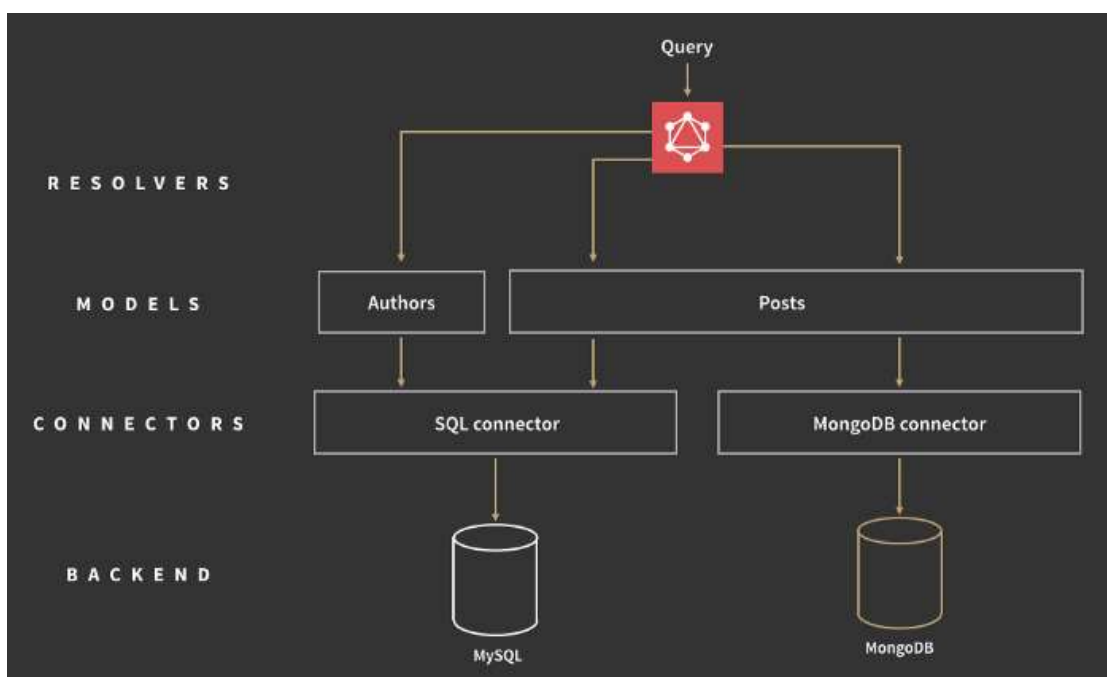 Query
RESOLVERS
MODELS
Authors
Posts
CONNECTORS
SQL connector
MongoDB connector
BACKEND
MySQL
MongoDB